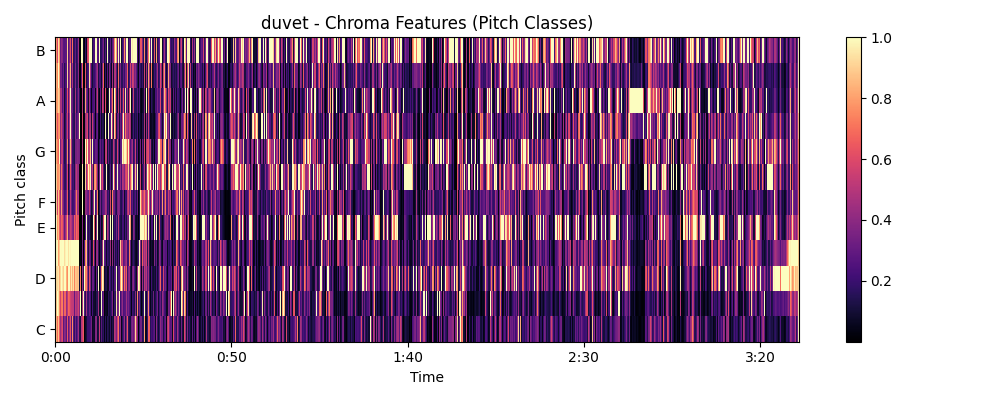 duvet - Chroma Features (Pitch Classes)
Pitch class
B
A
G
F
E
D
C
0:00 0:50 1:40 2:30 3:20
Time
1.0
0.8
0.6
0.4
0.2